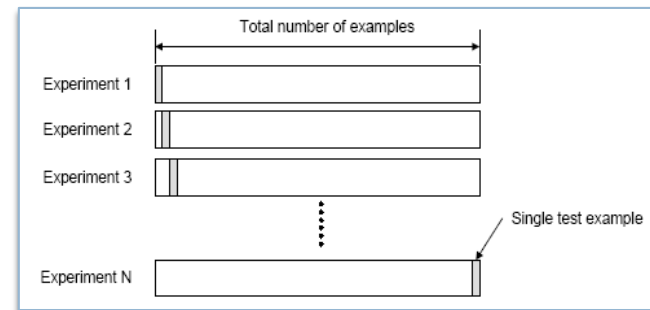 Total number of examples
Experiment 1
Experiment 2
Experiment 3
Single test example
Experiment N